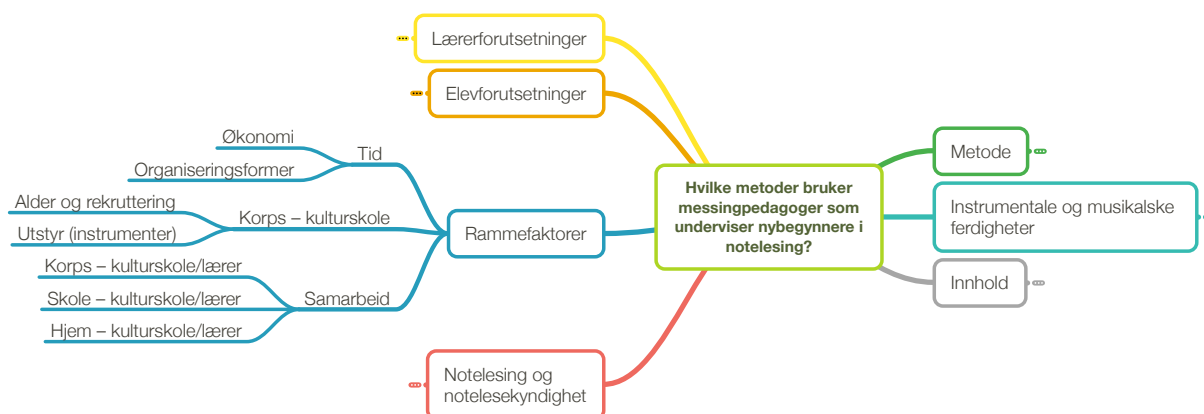 Lærerforutsetninger
Elevforutsetninger
Økonomi
Tid
Organiseringsformer
Alder og rekruttering
Korps – kulturskole
Utstyr (instrumenter)
Rammefaktorer
Korps – kulturskole/lærer
Skole – kulturskole/lærer
Samarbeid
Hjem – kulturskole/lærer
Notelesing og
notelesekyndighet
Hvilke metoder bruker
messingpedagoger som
underviser nybegynnere i
notelesing?
Metode
Instrumentale og musikalske
ferdigheter
Innhold